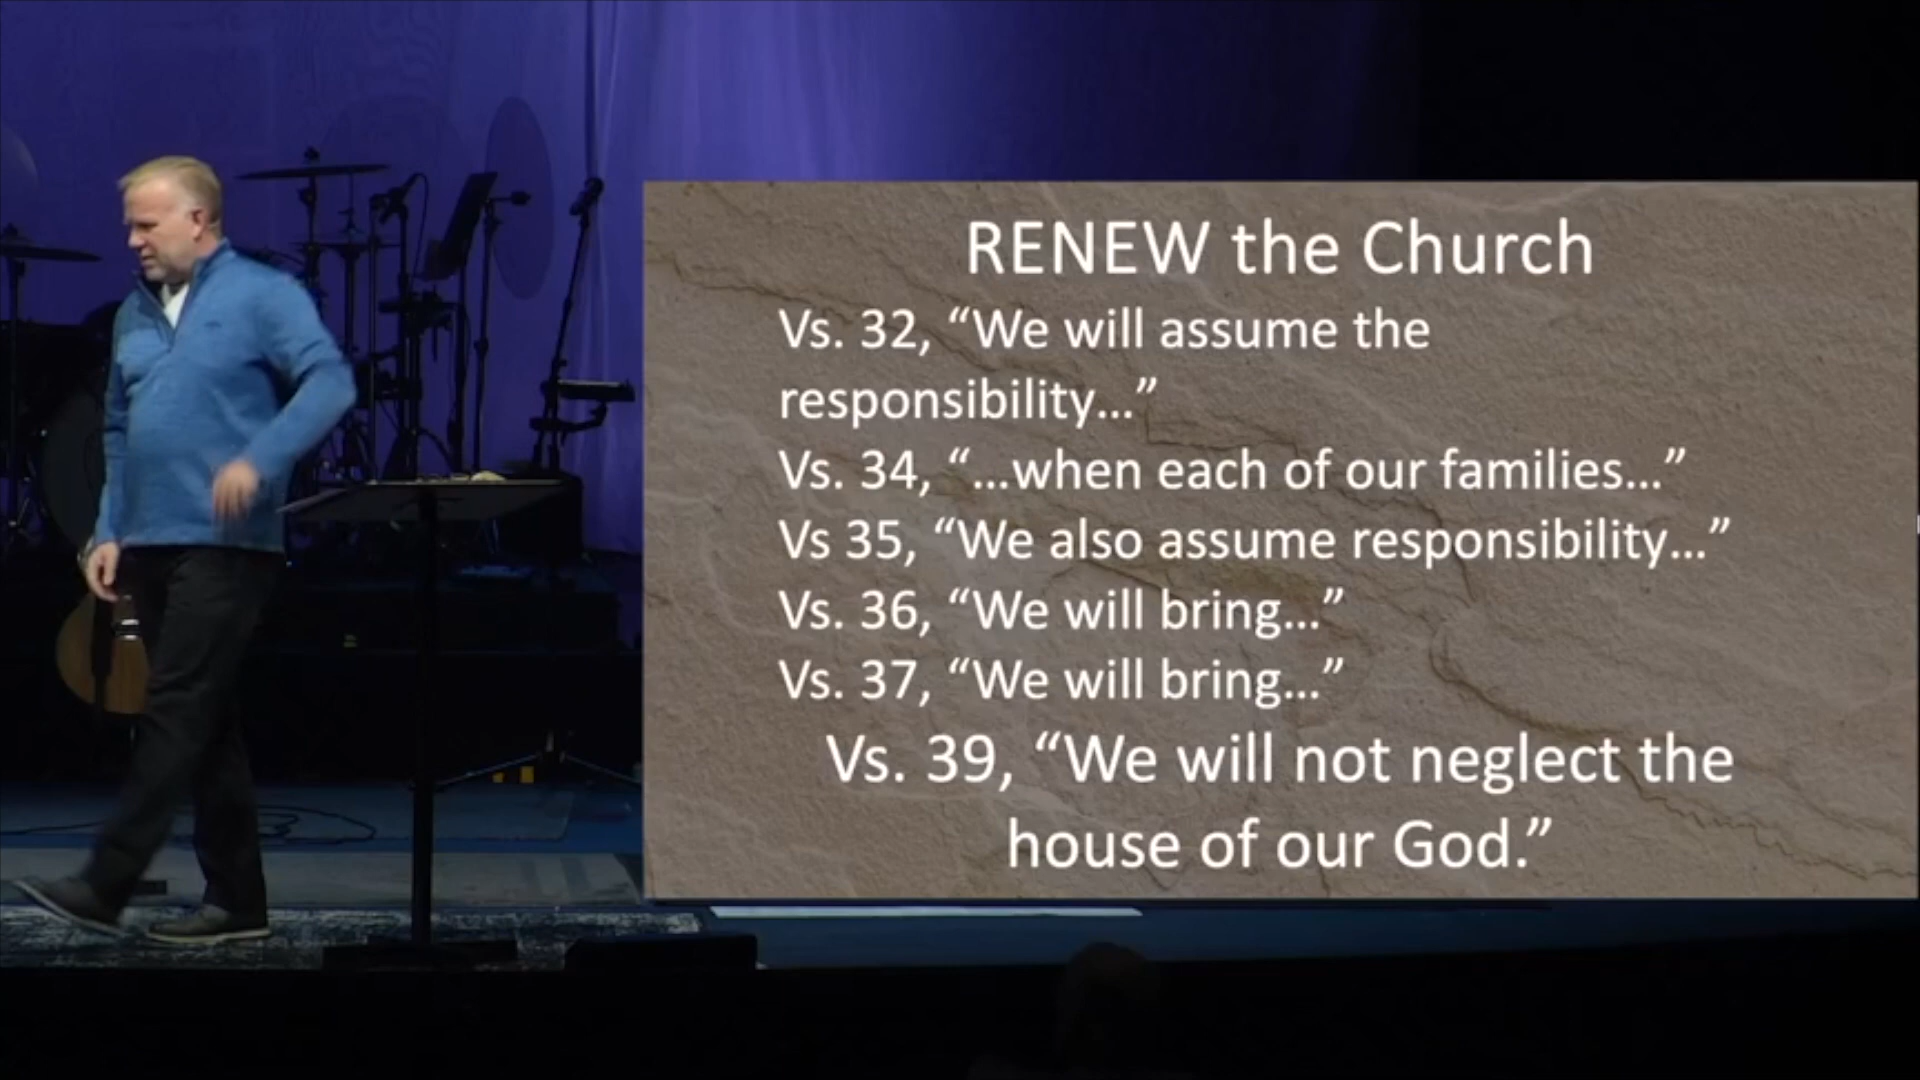 RENEW the Church
Vs. 32, “We will assume the
responsibility…”
Vs. 34, “…when each of our families…”
Vs 35, “We also assume responsibility…”
Vs. 36, “We will bring…”
Vs. 37, “We will bring…”
Vs. 39, “We will not neglect the
house of our God.”